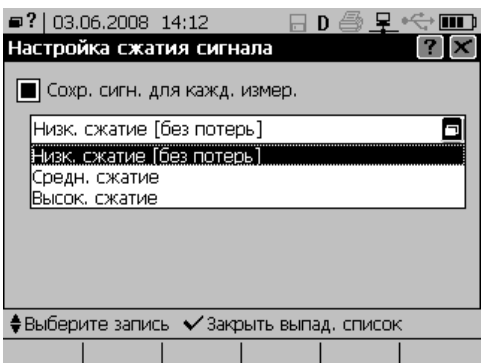 ? 03.06.2008 14:12 D
Настройка сжатия сигнала ?
Сохр. сигн. для кажд. измер.
Низк. сжатие [без потерь]
Низк. сжатие [без потерь]
Средн. сжатие
Высок. сжатие
Выберите запись Закрыть выпад. список